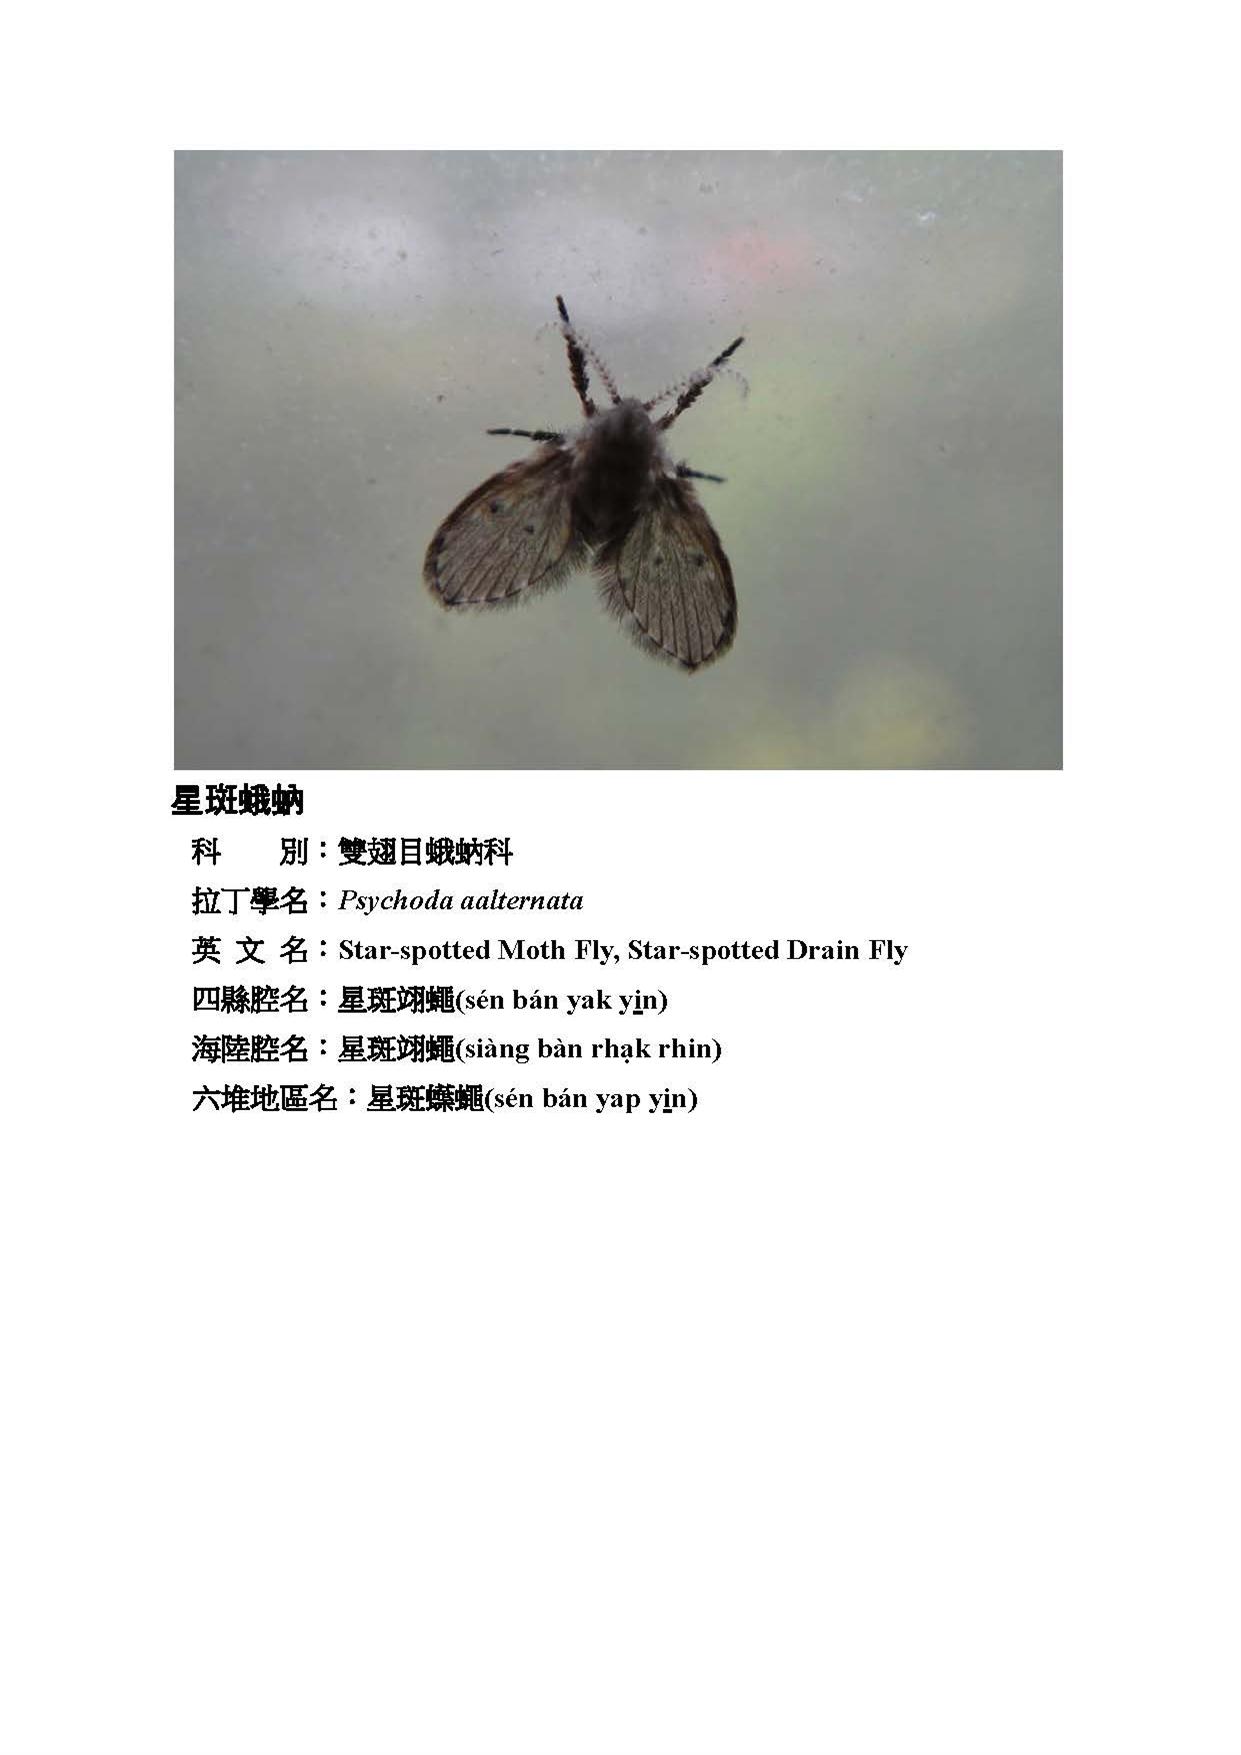 星斑蛾蚋
科　　別：雙翅目蛾蚋科
拉丁學名：Psychoda aalternata
英 文 名：Star-spotted Moth Fly, Star-spotted Drain Fly
四縣腔名：星斑翊蠅(sén bán yak yin)
海陸腔名：星斑翊蠅(siàng bàn rhạk rhin)
六堆地區名：星斑蠂蠅(sén bán yap yin)